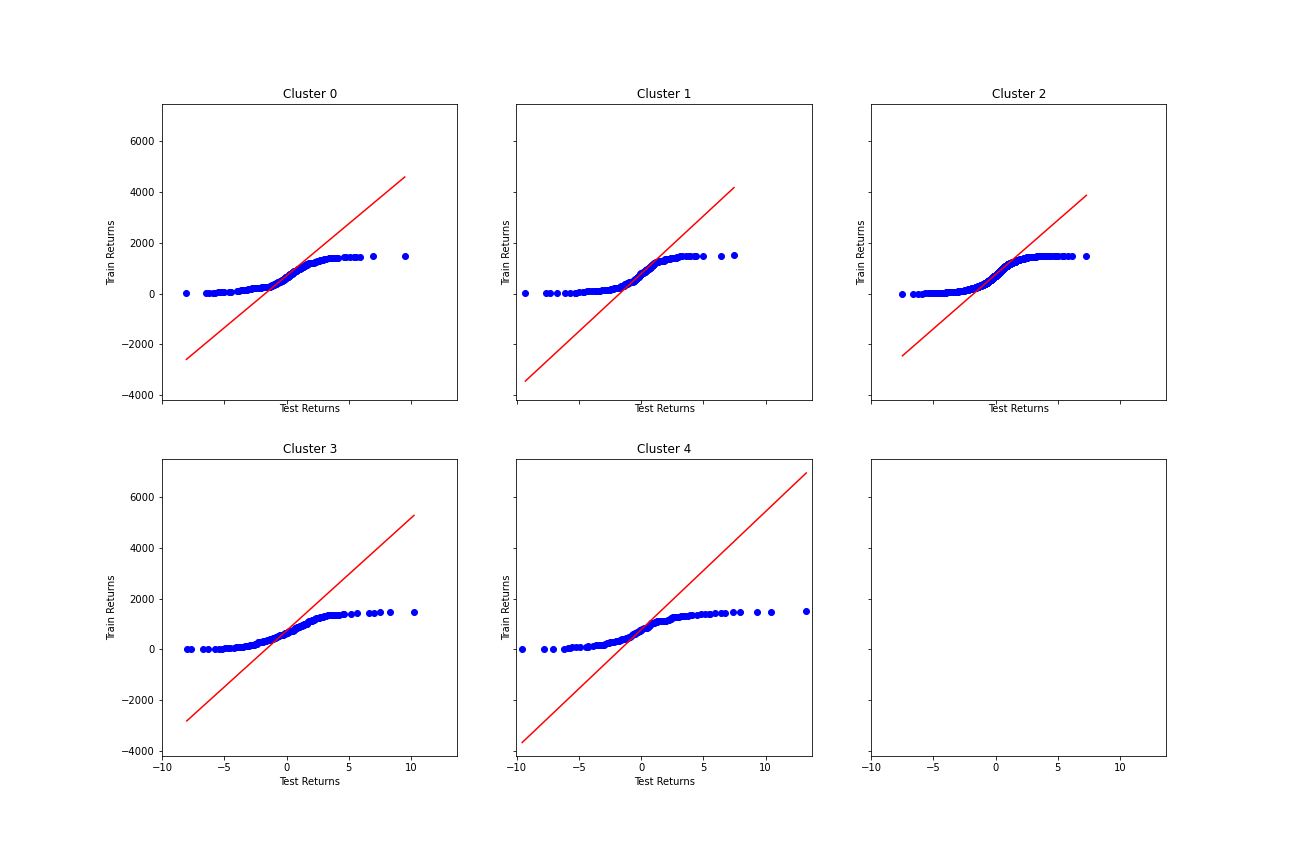 Cluster 0
Cluster 1
Cluster 2
6000
4000
2000
0
−2000
−4000
Train Returns
Train Returns
Train Returns
Test Returns
Test Returns
Test Returns
Cluster 3
Cluster 4
6000
4000
2000
0
−2000
−4000
Train Returns
Train Returns
−10 −5 0 5 10
−10 −5 0 5 10
−10 −5 0 5 10
Test Returns
Test Returns